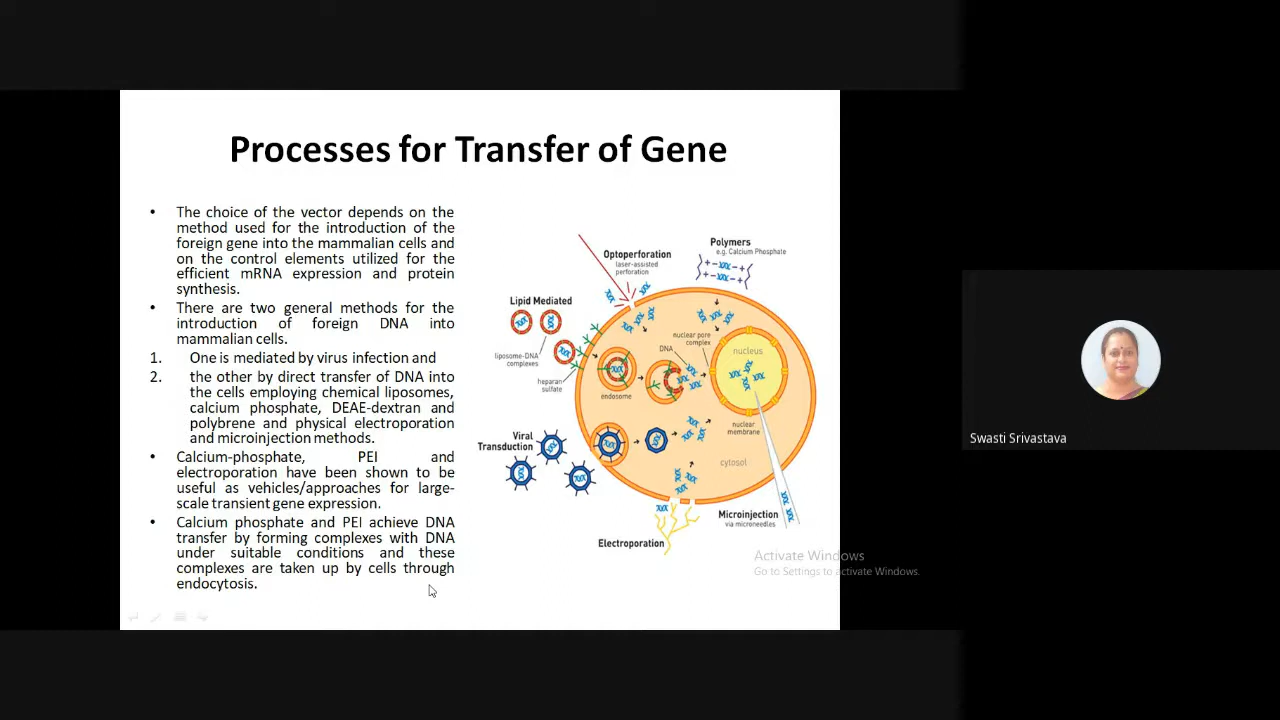 Processes for Transfer of Gene
• The choice of the vector depends on the
method used for the introduction of the
foreign gene into the mammalian cells and
on the control elements utilized for the
efficient mRNA expression and protein
synthesis.
• There are two general methods for the
introduction of foreign DNA into
mammalian cells.
1. One is mediated by virus infection and
2. the other by direct transfer of DNA into
the cells employing chemical liposomes,
calcium phosphate, DEAE-dextran and
polybrene and physical electroporation
and microinjection methods.
• Calcium-phosphate, PEI and
electroporation have been shown to be
useful as vehicles/approaches for large-
scale transient gene expression.
• Calcium phosphate and PEI achieve DNA
transfer by forming complexes with DNA
under suitable conditions and these
complexes are taken up by cells through
endocytosis.
Polymers
e.g. Calcium Phosphate
Optoperforation
laser-assisted
perforation
Lipid Mediated
liposome-DNA
complexes
heparan
sulfate
endosome
DNA
nuclear pore
complex
nucleus
nuclear
membrane
cytosol
Viral
Transduction
Electroporation
Microinjection
via microneedles
Activate Windows
Go to Settings to activate Windows.
Swasti Srivastava